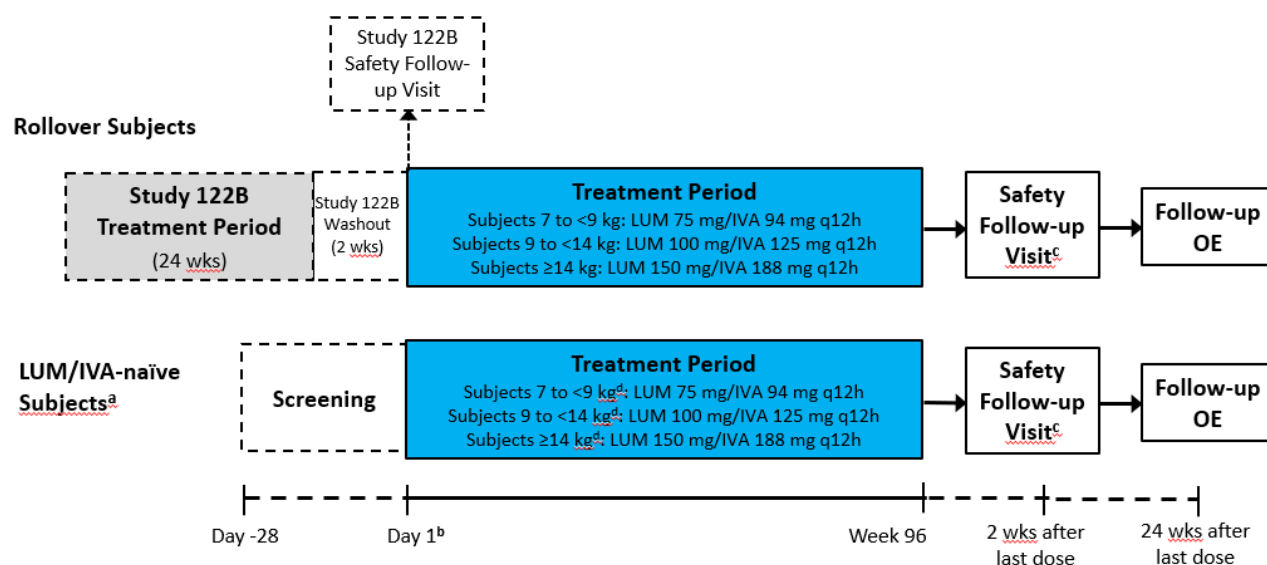 Study 122B
Safety Follow-
up Visit
Rollover Subjects
Study 122B
Treatment Period
(24 wks)
Study 122B
Washout
(2 wks)
Treatment Period
Subjects 7 to <9 kg: LUM 75 mg/IVA 94 mg q12h
Subjects 9 to <14 kg: LUM 100 mg/IVA 125 mg q12h
Subjects ≥14 kg: LUM 150 mg/IVA 188 mg q12h
Safety
Follow-up
Visitᶜ
Follow-up
OE
LUM/IVA-naïve
Subjectsᵃ
Screening
Treatment Period
Subjects 7 to <9 kgᵈ: LUM 75 mg/IVA 94 mg q12h
Subjects 9 to <14 kgᵈ: LUM 100 mg/IVA 125 mg q12h
Subjects ≥14 kgᵈ: LUM 150 mg/IVA 188 mg q12h
Safety
Follow-up
Visitᶜ
Follow-up
OE
Day -28
Day 1ᵇ
Week 96
2 wks after
last dose
24 wks after
last dose